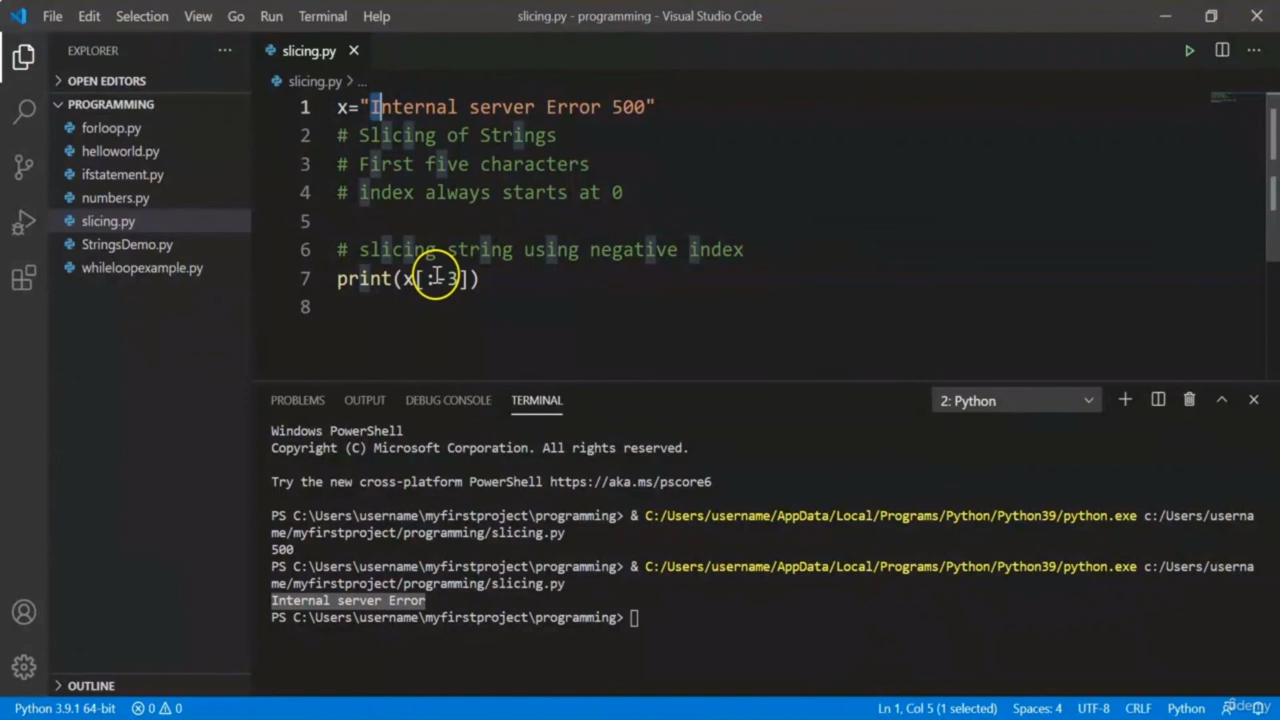 File Edit Selection View Go Run Terminal Help
slicing.py - programming - Visual Studio Code
EXPLORER
slicing.py
OPEN EDITORS
slicing.py > ...
PROGRAMMING
forloop.py
helloworld.py
ifstatement.py
numbers.py
slicing.py
StringsDemo.py
whileloopexample.py
1 x="Internal server Error 500"
2 # Slicing of Strings
3 # First five characters
4 # index always starts at 0
5
6 # slicing string using negative index
7 print(x[:-3])
8
PROBLEMS OUTPUT DEBUG CONSOLE TERMINAL
2: Python
Windows PowerShell
Copyright (C) Microsoft Corporation. All rights reserved.
Try the new cross-platform PowerShell https://aka.ms/pscore6
PS C:\Users\username\myfirstproject\programming> & C:/Users/username/AppData/Local/Programs/Python/Python39/python.exe c:/Users/userna
me/myfirstproject/programming/slicing.py
500
PS C:\Users\username\myfirstproject\programming> & C:/Users/username/AppData/Local/Programs/Python/Python39/python.exe c:/Users/userna
me/myfirstproject/programming/slicing.py
Internal server Error
PS C:\Users\username\myfirstproject\programming>
OUTLINE
Python 3.9.1 64-bit 0 0 Ln 1, Col 5 (1 selected) Spaces: 4 UTF-8 CRLF Python
Udemy